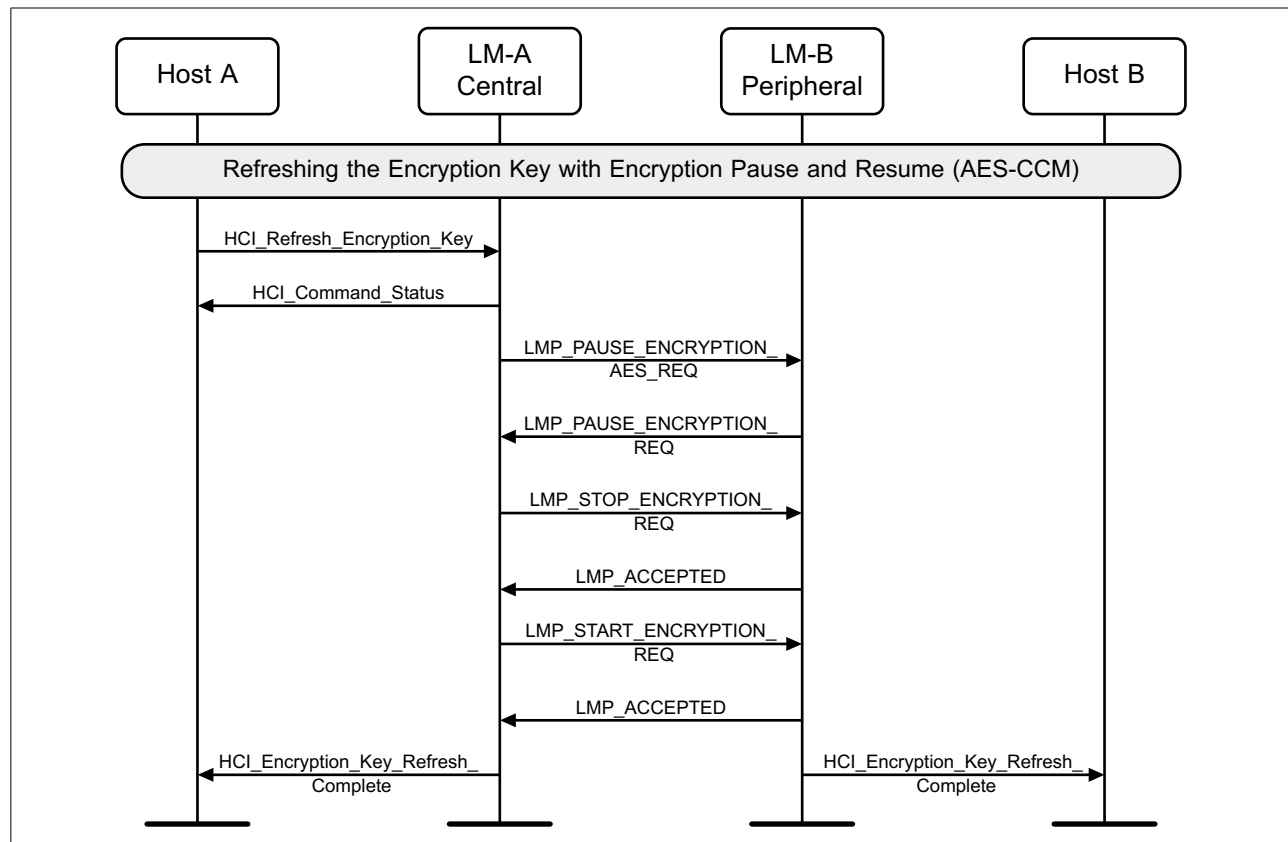 Host A
LM-A
Central
LM-B
Peripheral
Host B
Refreshing the Encryption Key with Encryption Pause and Resume (AES-CCM)
HCI_Refresh_Encryption_Key
HCI_Command_Status
LMP_PAUSE_ENCRYPTION_
AES_REQ
LMP_PAUSE_ENCRYPTION_
REQ
LMP_STOP_ENCRYPTION_
REQ
LMP_ACCEPTED
LMP_START_ENCRYPTION_
REQ
LMP_ACCEPTED
HCI_Encryption_Key_Refresh_
Complete
HCI_Encryption_Key_Refresh_
Complete